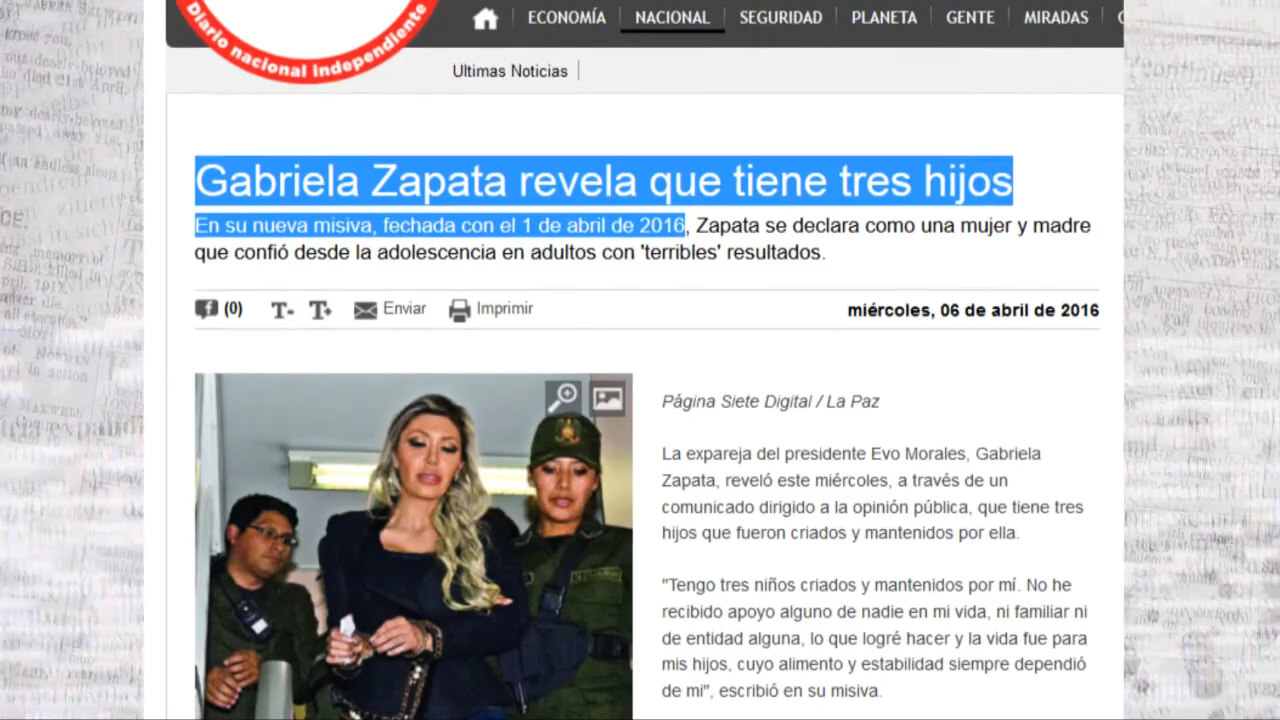 Diario nacional independiente
ECONOMÍA
NACIONAL
SEGURIDAD
PLANETA
GENTE
MIRADAS
Ultimas Noticias
Gabriela Zapata revela que tiene tres hijos
En su nueva misiva, fechada con el 1 de abril de 2016, Zapata se declara como una mujer y madre
que confió desde la adolescencia en adultos con 'terribles' resultados.
(0) T- T+ Enviar Imprimir
miércoles, 06 de abril de 2016
Página Siete Digital / La Paz
La expareja del presidente Evo Morales, Gabriela
Zapata, reveló este miércoles, a través de un
comunicado dirigido a la opinión pública, que tiene tres
hijos que fueron criados y mantenidos por ella.
"Tengo tres niños criados y mantenidos por mí. No he
recibido apoyo alguno de nadie en mi vida, ni familiar ni
de entidad alguna, lo que logré hacer y la vida fue para
mis hijos, cuyo alimento y estabilidad siempre dependió
de mi", escribió en su misiva.